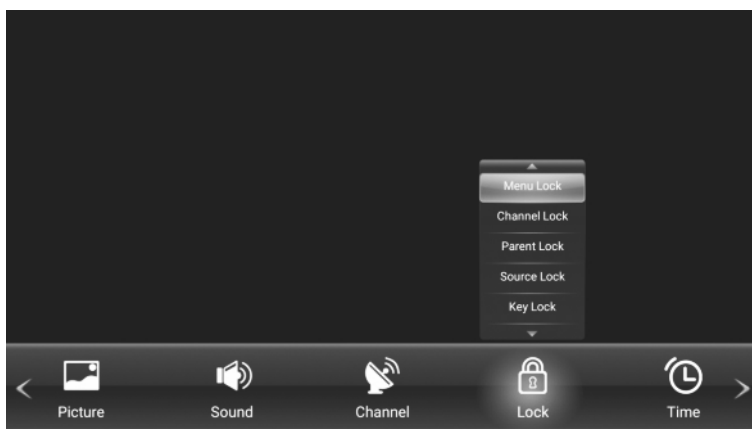 Menu Lock
Channel Lock
Parent Lock
Source Lock
Key Lock
Picture Sound Channel Lock Time